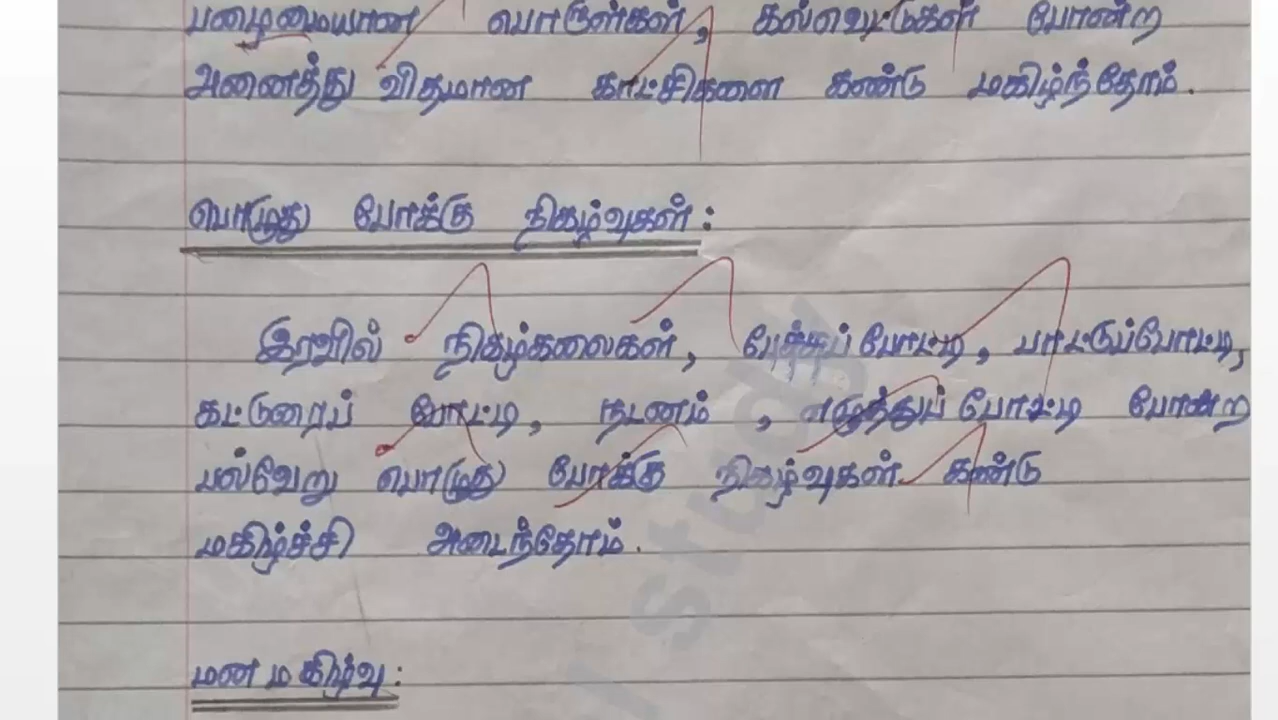 பழைமையான பொருள்கள், கல்வெட்டுகள் போன்ற
அனைத்து விதமான காட்சிகளை கண்டு மகிழ்ந்தோம்.
பொழுது போக்கு நிகழ்வுகள் :
இரவில் நிகழ்கலைகள், பேச்சுப் போட்டி, பாட்டுப்போட்டி,
கட்டுரைப் போட்டி, நடனம் , எழுத்துப் போட்டி போன்ற
பல்வேறு பொழுது போக்கு நிகழ்வுகள் கண்டு
மகிழ்ச்சி அடைந்தோம்.
மன மகிழ்வு :
study